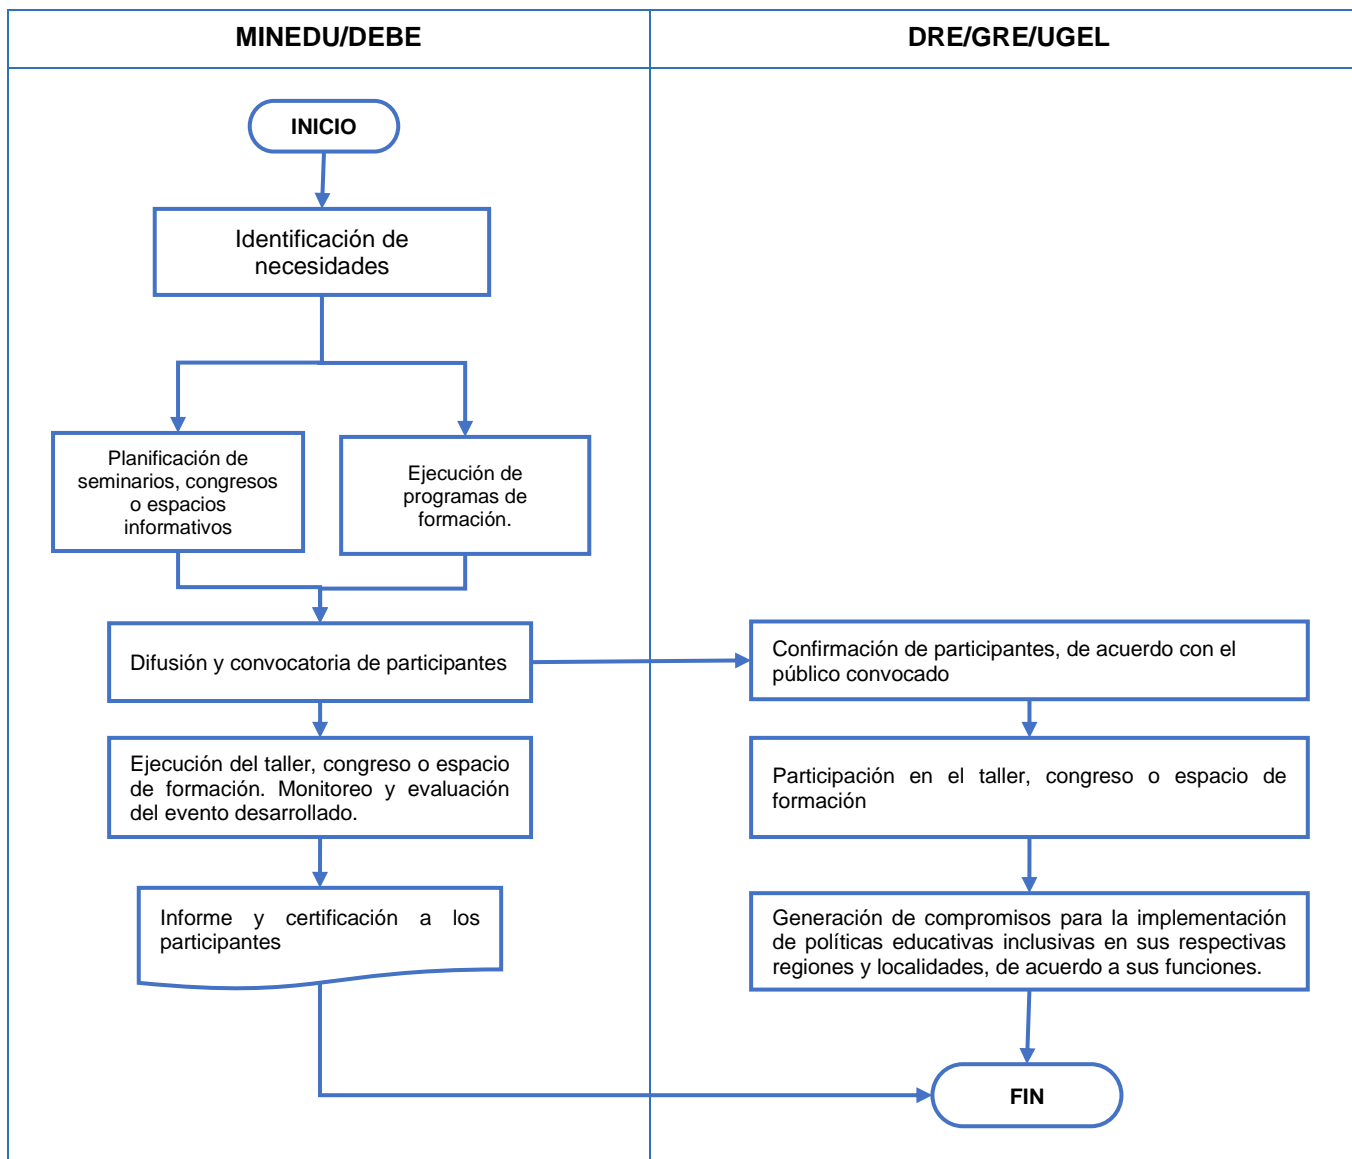 MINEDU/DEBE
DRE/GRE/UGEL
INICIO
Identificación de
necesidades
Planificación de
seminarios, congresos
o espacios
informativos
Ejecución de
programas de
formación.
Difusión y convocatoria de participantes
Confirmación de participantes, de acuerdo con el
público convocado
Ejecución del taller, congreso o espacio
de formación. Monitoreo y evaluación
del evento desarrollado.
Participación en el taller, congreso o espacio de
formación
Informe y certificación a los
participantes
Generación de compromisos para la implementación
de políticas educativas inclusivas en sus respectivas
regiones y localidades, de acuerdo a sus funciones.
FIN